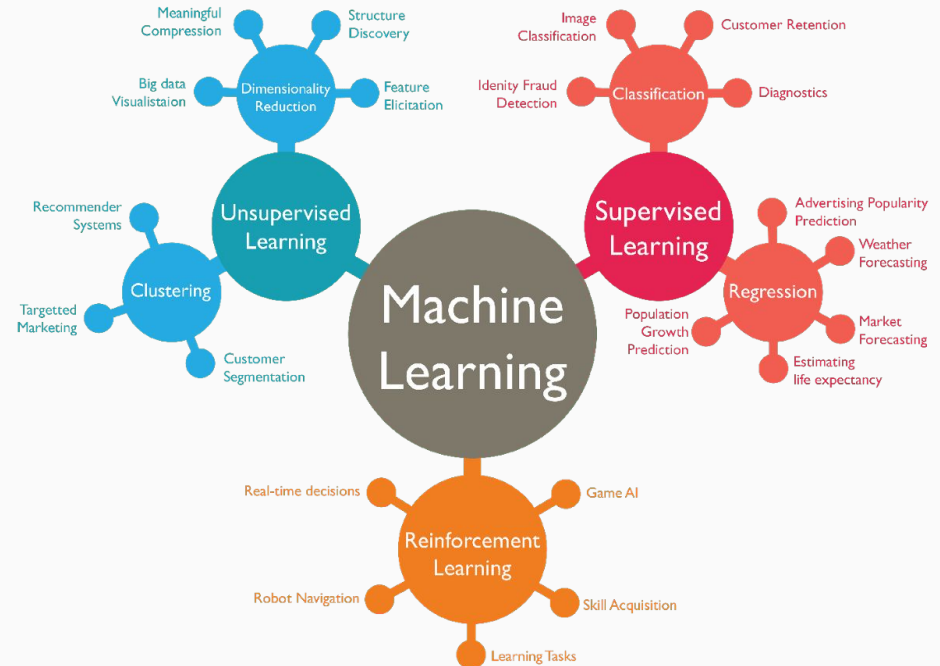 Meaningful
Compression
Structure
Discovery
Big data
Visualistaion
Dimensionality
Reduction
Feature
Elicitation
Image
Classification
Customer Retention
Idenity Fraud
Detection
Classification
Diagnostics
Recommender
Systems
Unsupervised
Learning
Supervised
Learning
Advertising Popularity
Prediction
Weather
Forecasting
Clustering
Targetted
Marketing
Customer
Segmentation
Machine
Learning
Regression
Population
Growth
Prediction
Market
Forecasting
Estimating
life expectancy
Real-time decisions
Game AI
Reinforcement
Learning
Robot Navigation
Skill Acquisition
Learning Tasks